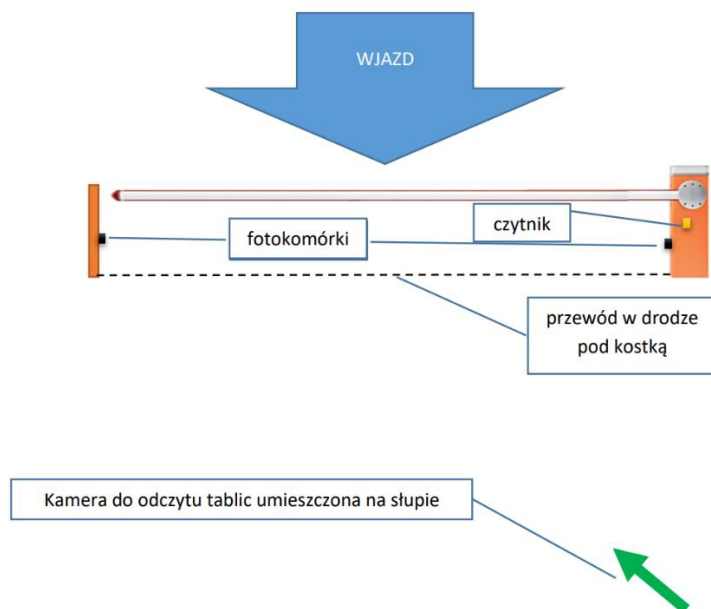 WJAZD
czytnik
fotokomórki
przewód w drodze
pod kostką
Kamera do odczytu tablic umieszczona na słupie